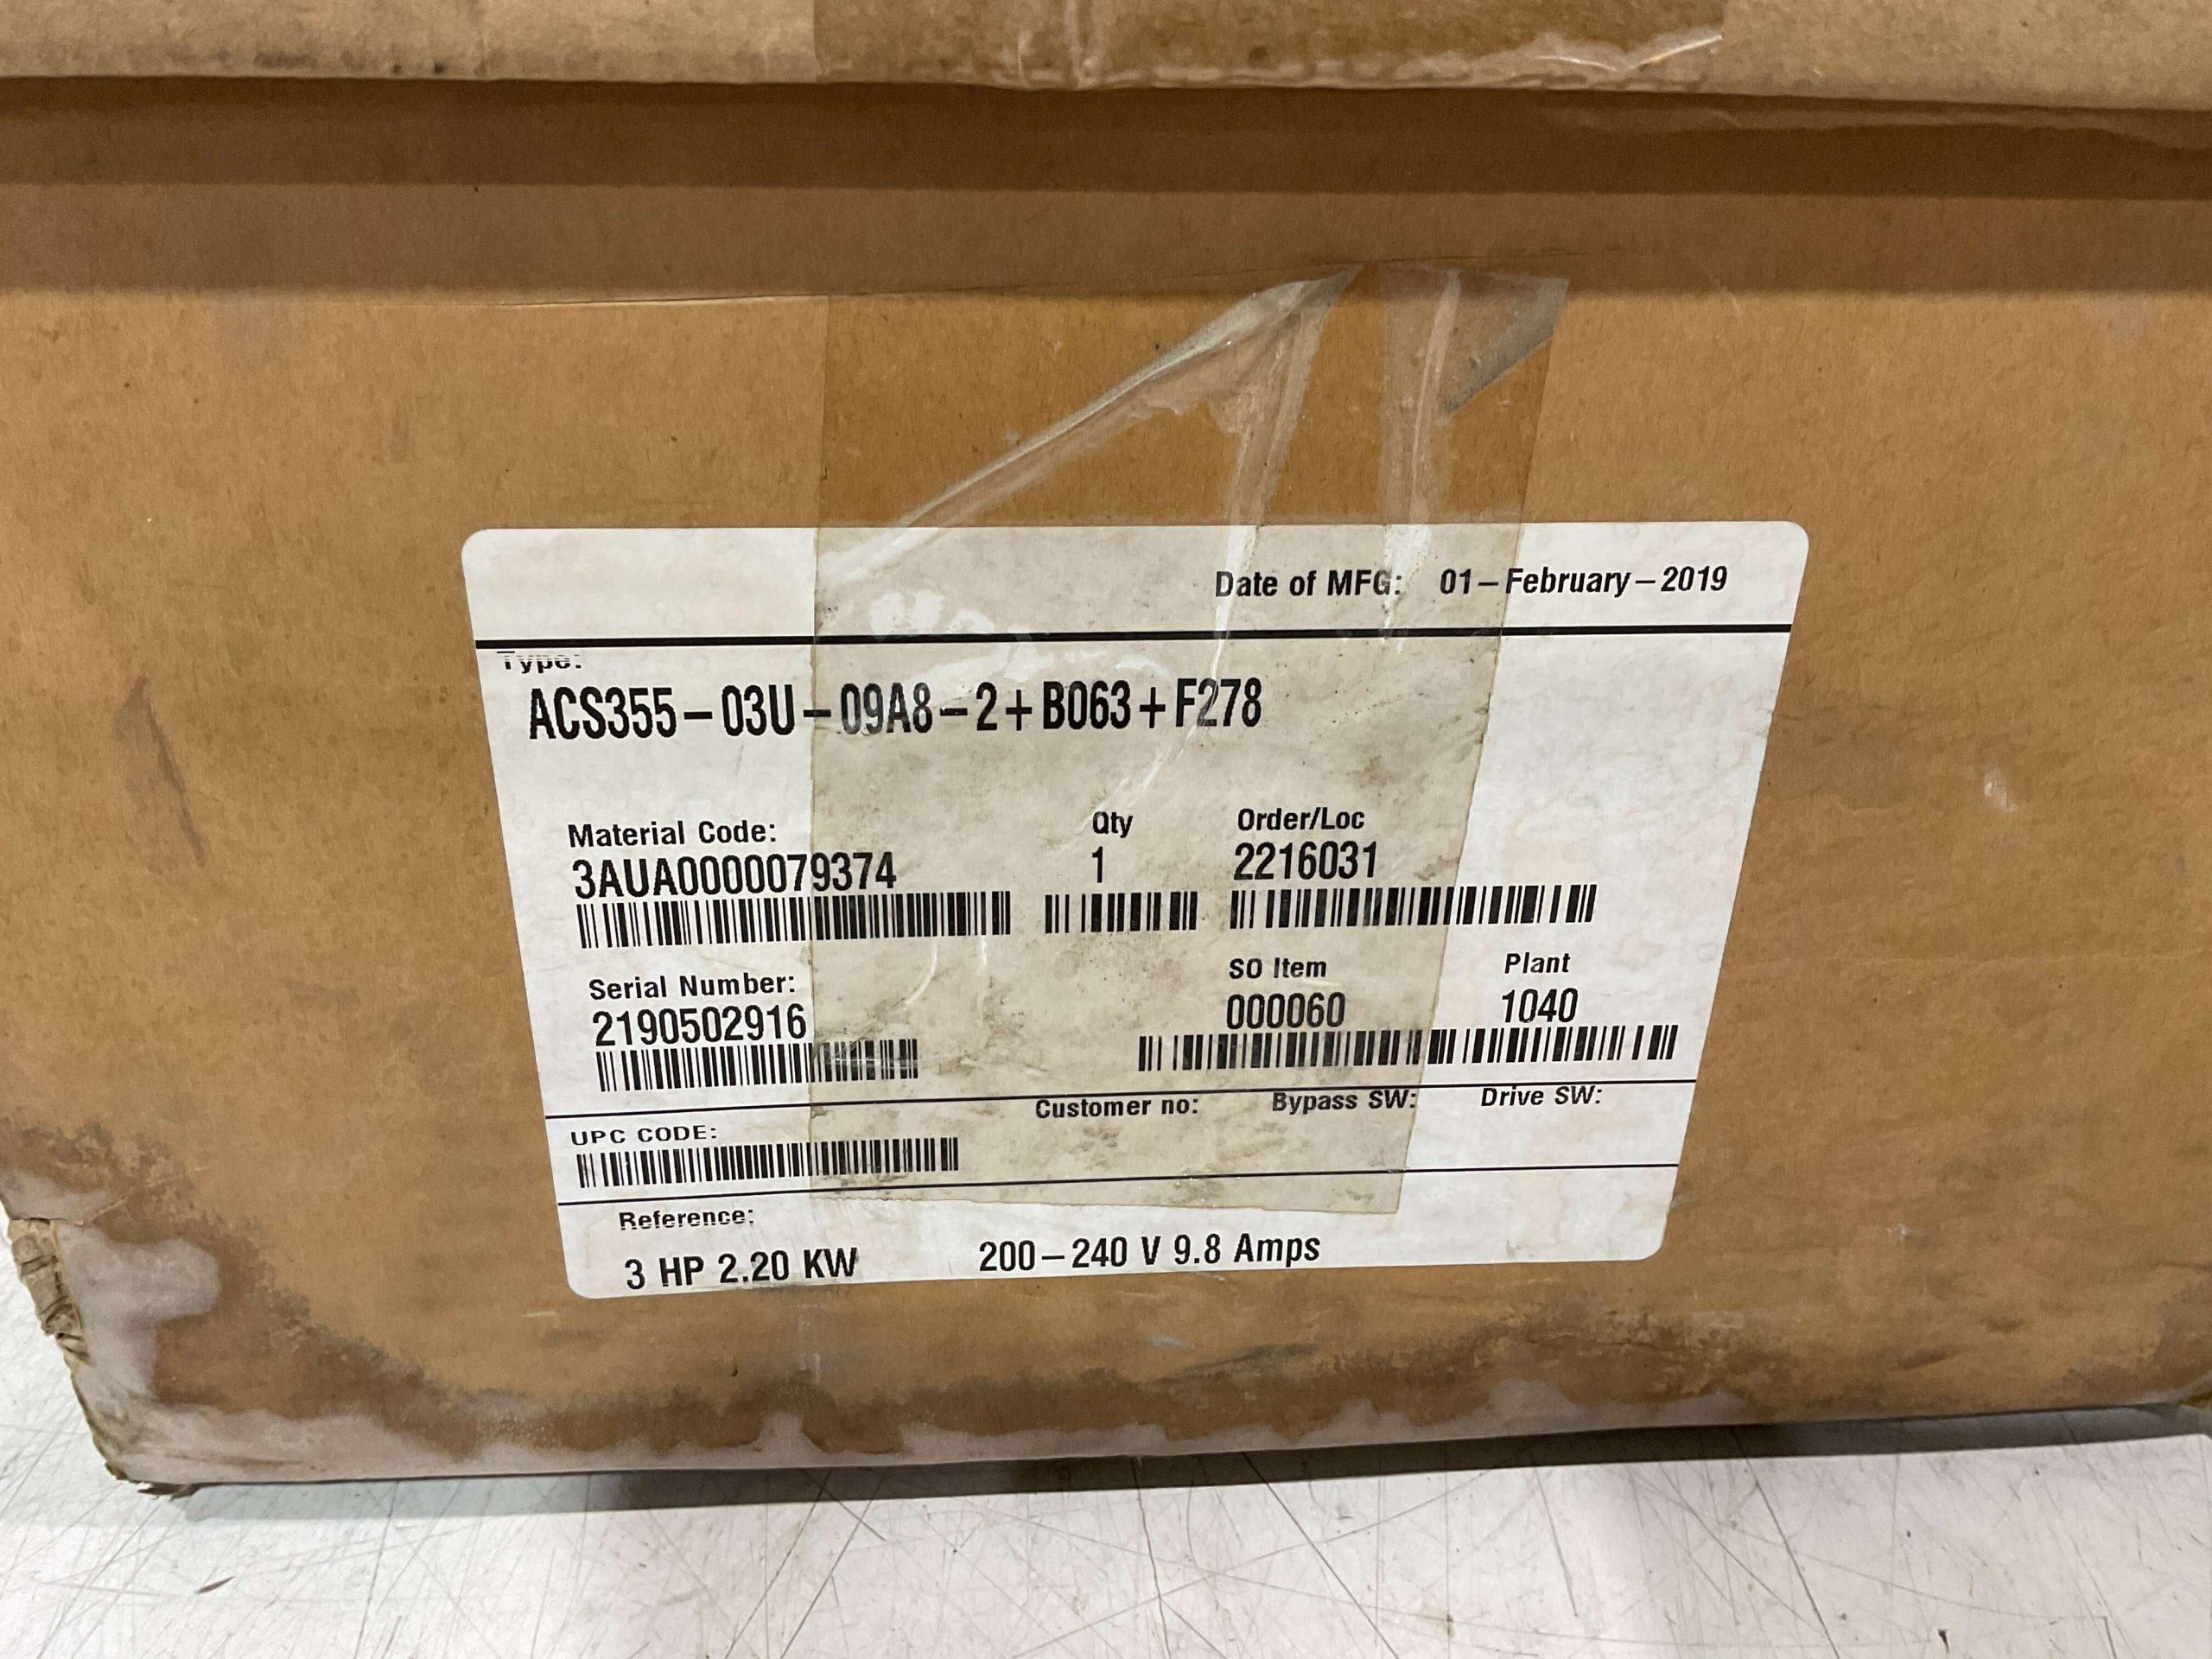 Date of MFG: 01-February-2019
Type:
ACS355-03U-09A8-2+B063+F278
Material Code: Qty Order/Loc
3AUA0000079374 1 2216031
Serial Number: SO Item Plant
2190502916 000060 1040
Customer no: Bypass SW: Drive SW:
UPC CODE:
Reference:
3 HP 2.20 KW 200-240 V 9.8 Amps